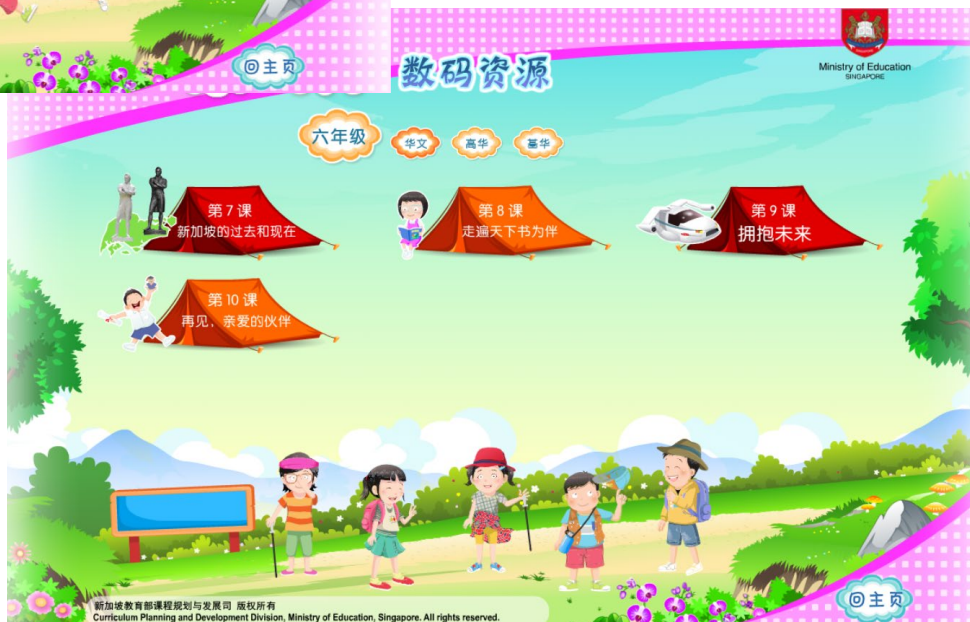 回主页
数码资源
Ministry of Education
SINGAPORE
六年级
华文
高华
基华
第 7 课
新加坡的过去和现在
第 8 课
走遍天下书为伴
第 9 课
拥抱未来
第 10 课
再见，亲爱的伙伴
新加坡教育部课程规划与发展司 版权所有
Curriculum Planning and Development Division, Ministry of Education, Singapore. All rights reserved.
回主页